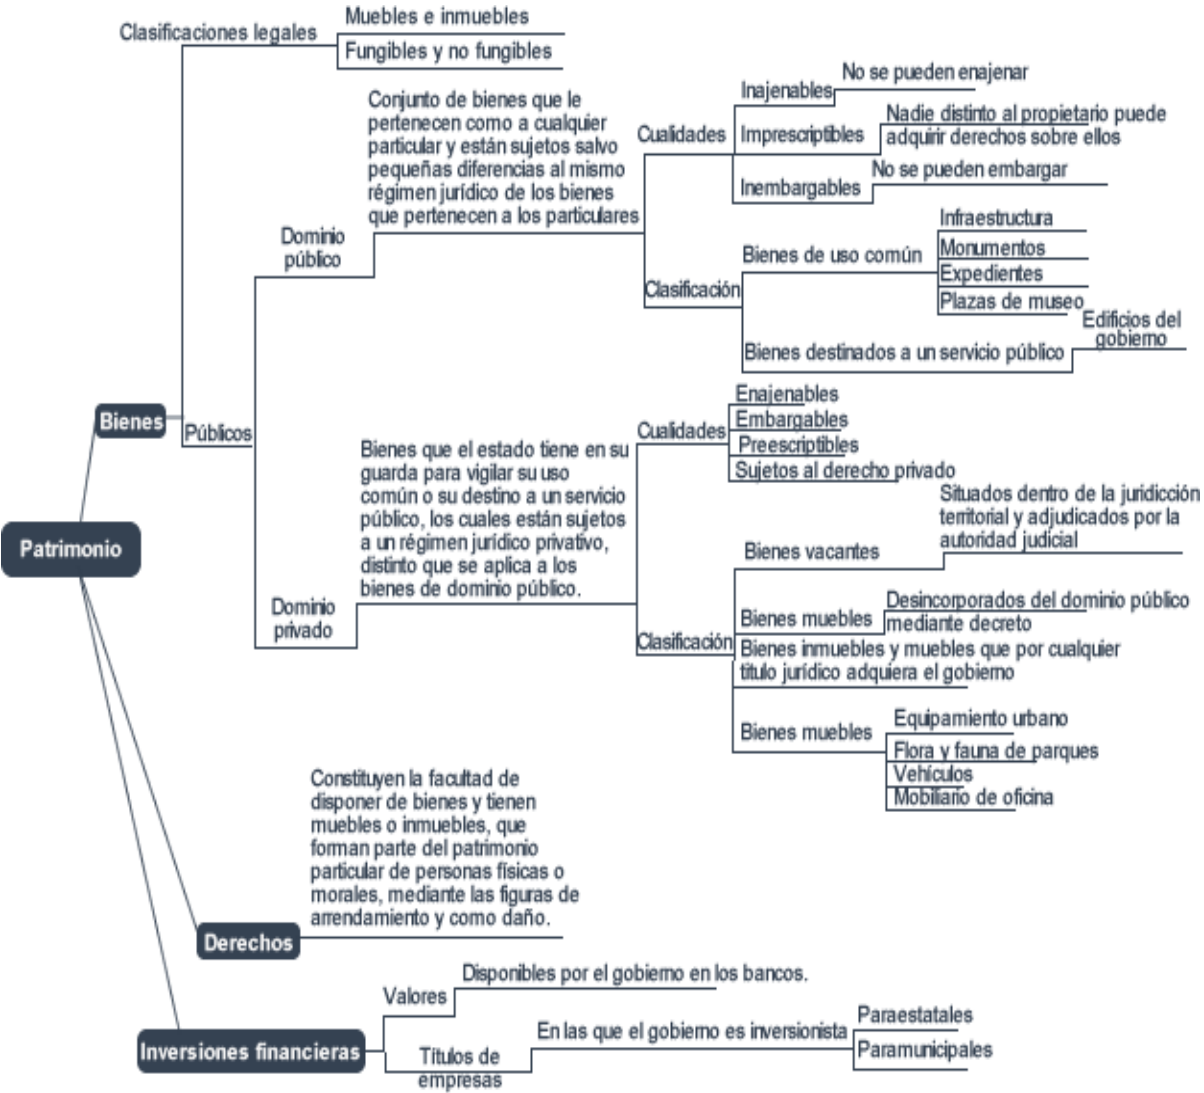 Patrimonio
Bienes
Clasificaciones legales
Muebles e inmuebles
Fungibles y no fungibles
Públicos
Dominio
público
Conjunto de bienes que le
pertenecen como a cualquier
particular y están sujetos salvo
pequeñas diferencias al mismo
régimen jurídico de los bienes
que pertenecen a los particulares
Cualidades
Inajenables
No se pueden enajenar
Imprescriptibles
Nadie distinto al propietario puede
adquirir derechos sobre ellos
Inembargables
No se pueden embargar
Clasificación
Bienes de uso común
Infraestructura
Monumentos
Expedientes
Plazas de museo
Bienes destinados a un servicio público
Edificios del
gobierno
Dominio
privado
Bienes que el estado tiene en su
guarda para vigilar su uso
común o su destino a un servicio
público, los cuales están sujetos
a un régimen jurídico privativo,
distinto que se aplica a los
bienes de dominio público.
Cualidades
Enajenables
Embargables
Preescriptibles
Sujetos al derecho privado
Clasificación
Bienes vacantes
Situados dentro de la juridicción
territorial y adjudicados por la
autoridad judicial
Bienes muebles
Desincorporados del dominio público
mediante decreto
Bienes inmuebles y muebles que por cualquier
titulo jurídico adquiera el gobierno
Bienes muebles
Equipamiento urbano
Flora y fauna de parques
Vehículos
Mobiliario de oficina
Derechos
Constituyen la facultad de
disponer de bienes y tienen
muebles o inmuebles, que
forman parte del patrimonio
particular de personas físicas o
morales, mediante las figuras de
arrendamiento y como daño.
Inversiones financieras
Valores
Disponibles por el gobierno en los bancos.
Títulos de
empresas
En las que el gobierno es inversionista
Paraestatales
Paramunicipales